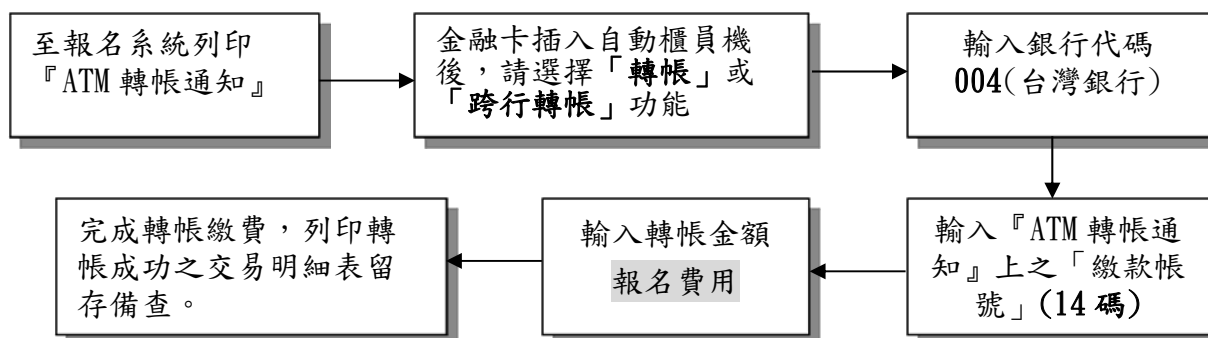 至報名系統列印
『ATM 轉帳通知』
金融卡插入自動櫃員機
後，請選擇「轉帳」或
「跨行轉帳」功能
輸入銀行代碼
004(台灣銀行)
輸入『ATM 轉帳通
知』上之「繳款帳
號」(14 碼)
輸入轉帳金額
報名費用
完成轉帳繳費，列印轉
帳成功之交易明細表留
存備查。